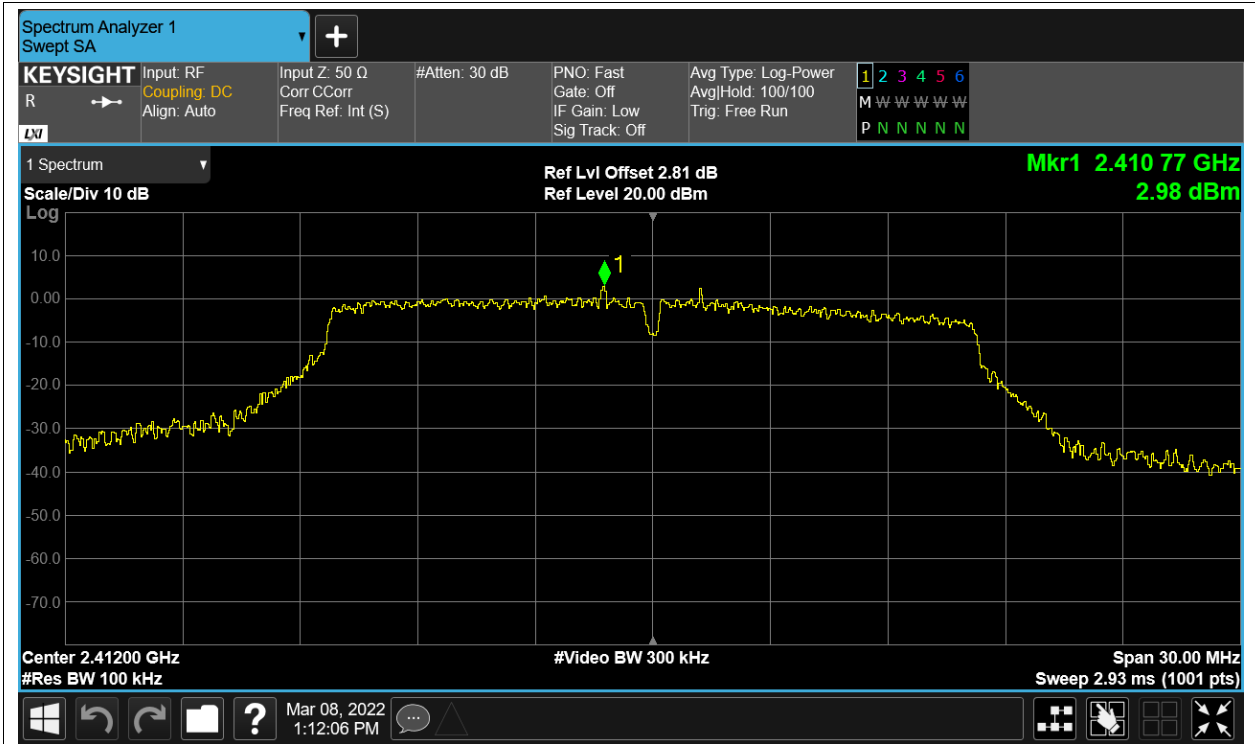 Spectrum Analyzer 1
Swept SA
+
KEYSIGHT
R
LXI
Input: RF
Coupling: DC
Align: Auto
Input Z: 50 Ω
Corr CCorr
Freq Ref: Int (S)
#Atten: 30 dB
PNO: Fast
Gate: Off
IF Gain: Low
Sig Track: Off
Avg Type: Log-Power
Avg|Hold: 100/100
Trig: Free Run
1 2 3 4 5 6
M W W W W W
P N N N N N
1 Spectrum
Scale/Div 10 dB
Log
Ref Lvl Offset 2.81 dB
Ref Level 20.00 dBm
Mkr1 2.410 77 GHz
2.98 dBm
1
10.0
0.00
-10.0
-20.0
-30.0
-40.0
-50.0
-60.0
-70.0
Center 2.41200 GHz
#Res BW 100 kHz
#Video BW 300 kHz
Span 30.00 MHz
Sweep 2.93 ms (1001 pts)
?
Mar 08, 2022
1:12:06 PM